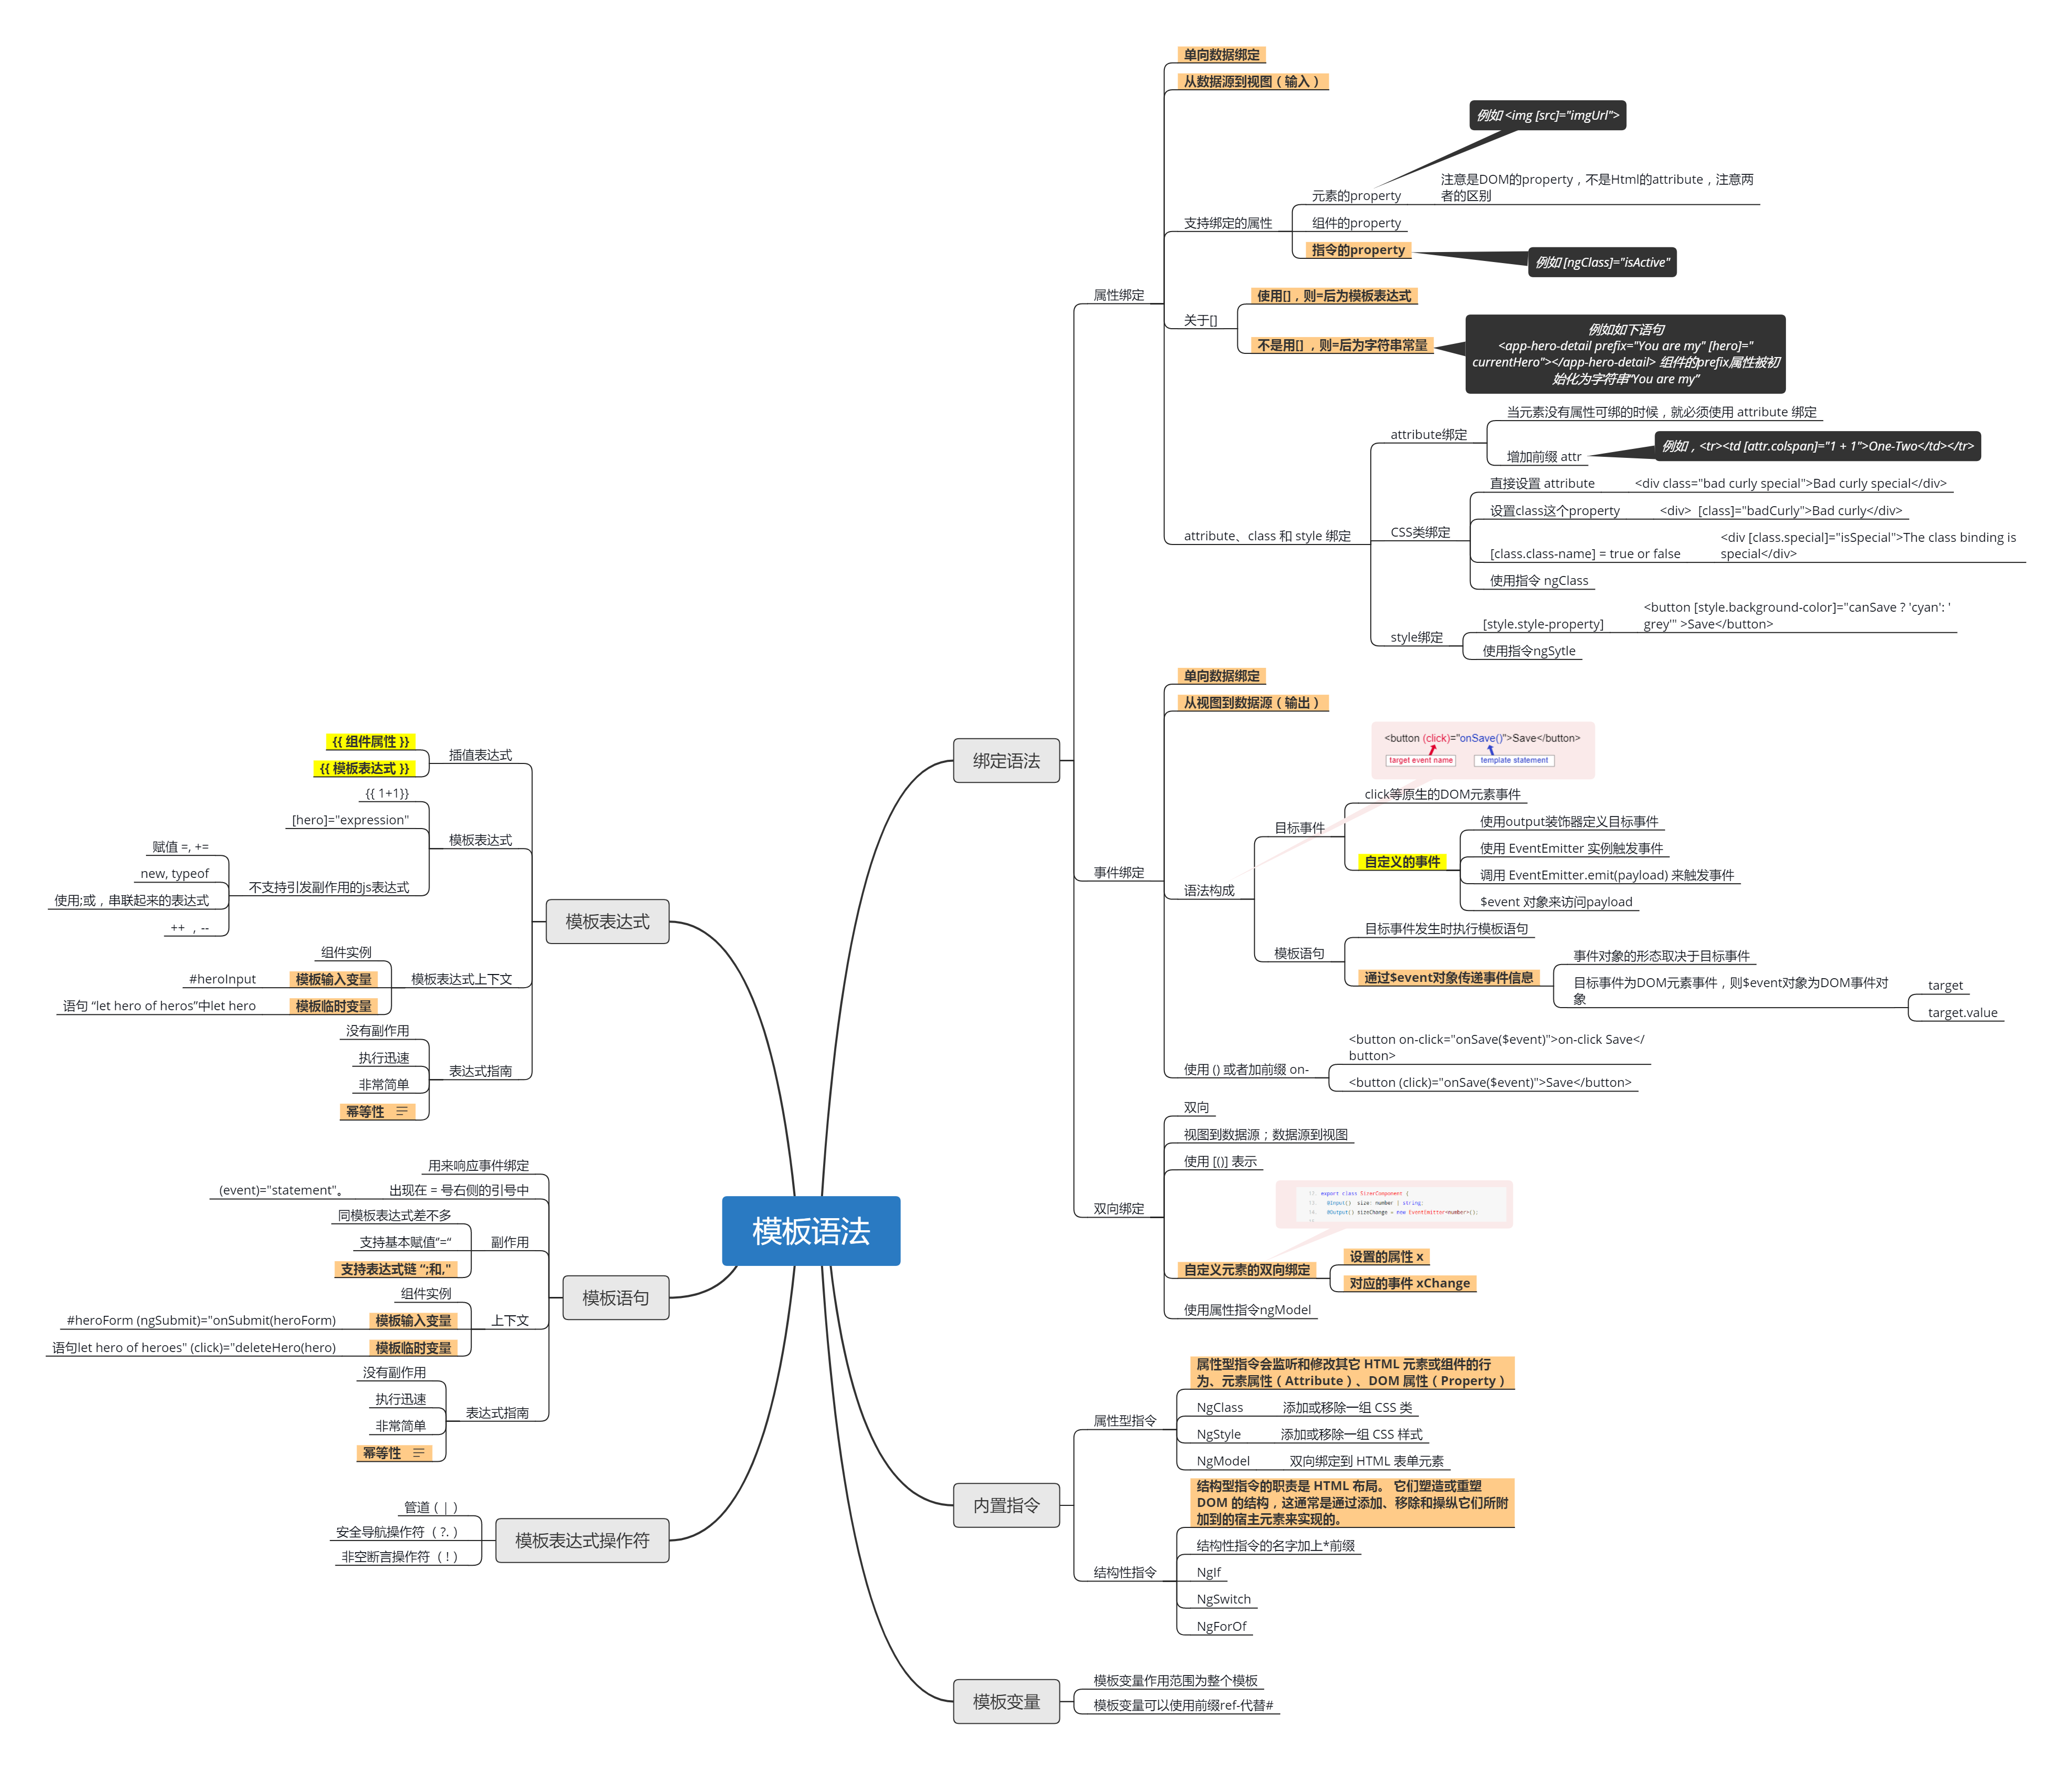 模板语法
绑定语法
属性绑定
单向数据绑定
从数据源到视图（输入）
支持绑定的属性
元素的property
例如 <img [src]="imgUrl">
注意是DOM的property，不是Html的attribute，注意两
者的区别
组件的property
指令的property
例如 [ngClass]="isActive"
关于[]
使用[]，则=后为模板表达式
不是用[] ，则=后为字符串常量
例如如下语句
<app-hero-detail prefix="You are my" [hero]="
currentHero"></app-hero-detail> 组件的prefix属性被初
始化为字符串“You are my”
attribute、class 和 style 绑定
attribute绑定
当元素没有属性可绑的时候，就必须使用 attribute 绑定
增加前缀 attr
例如，<tr><td [attr.colspan]="1 + 1">One-Two</td></tr>
CSS类绑定
直接设置 attribute
<div class="bad curly special">Bad curly special</div>
设置class这个property
<div>  [class]="badCurly">Bad curly</div>
[class.class-name] = true or false
<div [class.special]="isSpecial">The class binding is
special</div>
使用指令 ngClass
style绑定
[style.style-property]
<button [style.background-color]="canSave ? 'cyan': '
grey'" >Save</button>
使用指令ngSytle
事件绑定
单向数据绑定
从视图到数据源（输出）
语法构成
<button (click)="onSave()">Save</button>
target event name
template statement
目标事件
click等原生的DOM元素事件
自定义的事件
使用output装饰器定义目标事件
使用 EventEmitter 实例触发事件
调用 EventEmitter.emit(payload) 来触发事件
$event 对象来访问payload
模板语句
目标事件发生时执行模板语句
通过$event对象传递事件信息
事件对象的形态取决于目标事件
目标事件为DOM元素事件，则$event对象为DOM事件对
象
target
target.value
使用 () 或者加前缀 on-
<button on-click="onSave($event)">on-click Save</
button>
<button (click)="onSave($event)">Save</button>
双向绑定
双向
视图到数据源；数据源到视图
使用 [()] 表示
自定义元素的双向绑定
export class SizerComponent {
@Input()  size: number | string;
@Output() sizeChange = new EventEmitter<number>();
设置的属性 x
对应的事件 xChange
使用属性指令ngModel
内置指令
属性型指令
属性型指令会监听和修改其它 HTML 元素或组件的行
为、元素属性（Attribute）、DOM 属性（Property）
NgClass
添加或移除一组 CSS 类
NgStyle
添加或移除一组 CSS 样式
NgModel
双向绑定到 HTML 表单元素
结构性指令
结构型指令的职责是 HTML 布局。 它们塑造或重塑
DOM 的结构，这通常是通过添加、移除和操纵它们所附
加到的宿主元素来实现的。
结构性指令的名字加上*前缀
NgIf
NgSwitch
NgForOf
模板变量
模板变量作用范围为整个模板
模板变量可以使用前缀ref-代替#
模板表达式
插值表达式
{{ 组件属性 }}
{{ 模板表达式 }}
模板表达式
{{ 1+1}}
[hero]="expression"
不支持引发副作用的js表达式
赋值 =, +=
new, typeof
使用;或，串联起来的表达式
++ ，--
模板表达式上下文
组件实例
模板输入变量
#heroInput
模板临时变量
语句 “let hero of heros”中let hero
表达式指南
没有副作用
执行迅速
非常简单
幂等性
模板语句
用来响应事件绑定
出现在 = 号右侧的引号中
(event)="statement"。
副作用
同模板表达式差不多
支持基本赋值“=“
支持表达式链 “;和,"
上下文
组件实例
模板输入变量
#heroForm (ngSubmit)="onSubmit(heroForm)
模板临时变量
语句let hero of heroes" (click)="deleteHero(hero)
表达式指南
没有副作用
执行迅速
非常简单
幂等性
模板表达式操作符
管道 ( | )
安全导航操作符（ ?. ）
非空断言操作符（ ! ）